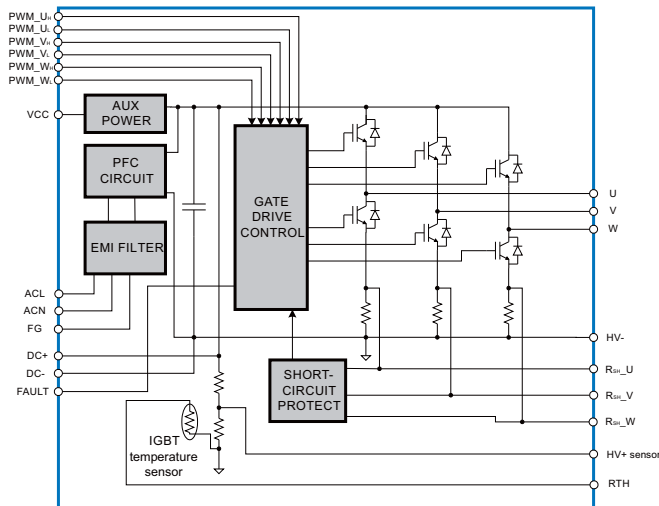 PWM_UH
PWM_UL
PWM_VH
PWM_VL
PWM_WH
PWM_WL
VCC
AUX
POWER
PFC
CIRCUIT
EMI FILTER
GATE
DRIVE
CONTROL
U
V
W
ACL
ACN
FG
DC+
DC-
FAULT
SHORT-
CIRCUIT
PROTECT
HV-
RSH_U
RSH_V
RSH_W
IGBT
temperature
sensor
HV+ sensor
RTH